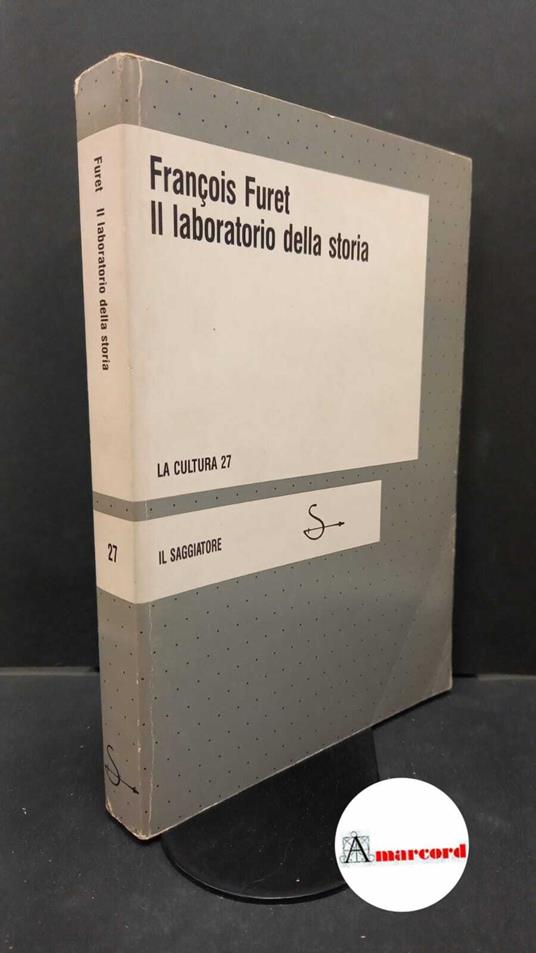 François Furet
Il laboratorio della storia
LA CULTURA 27
IL SAGGIATORE
Furet Il laboratorio della storia
27
Amarcord